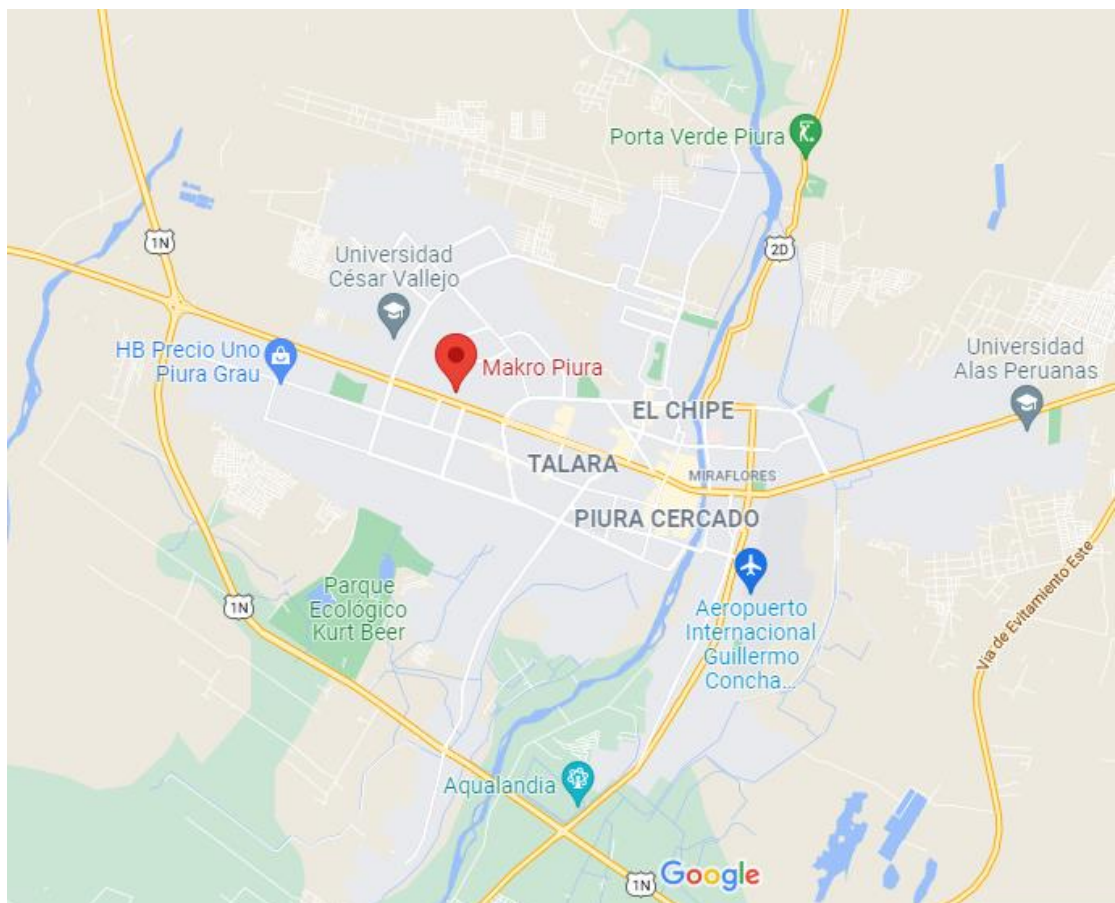 Porta Verde Piura
1N
2D
Universidad
César Vallejo
HB Precio Uno
Piura Grau
Makro Piura
Universidad
Alas Peruanas
EL CHIPE
TALARA
MIRAFLORES
PIURA CERCADO
Parque
Ecológico
Kurt Beer
1N
Aeropuerto
Internacional
Guillermo
Concha...
Via de Evitamiento Este
Aqualandia
1N
Google